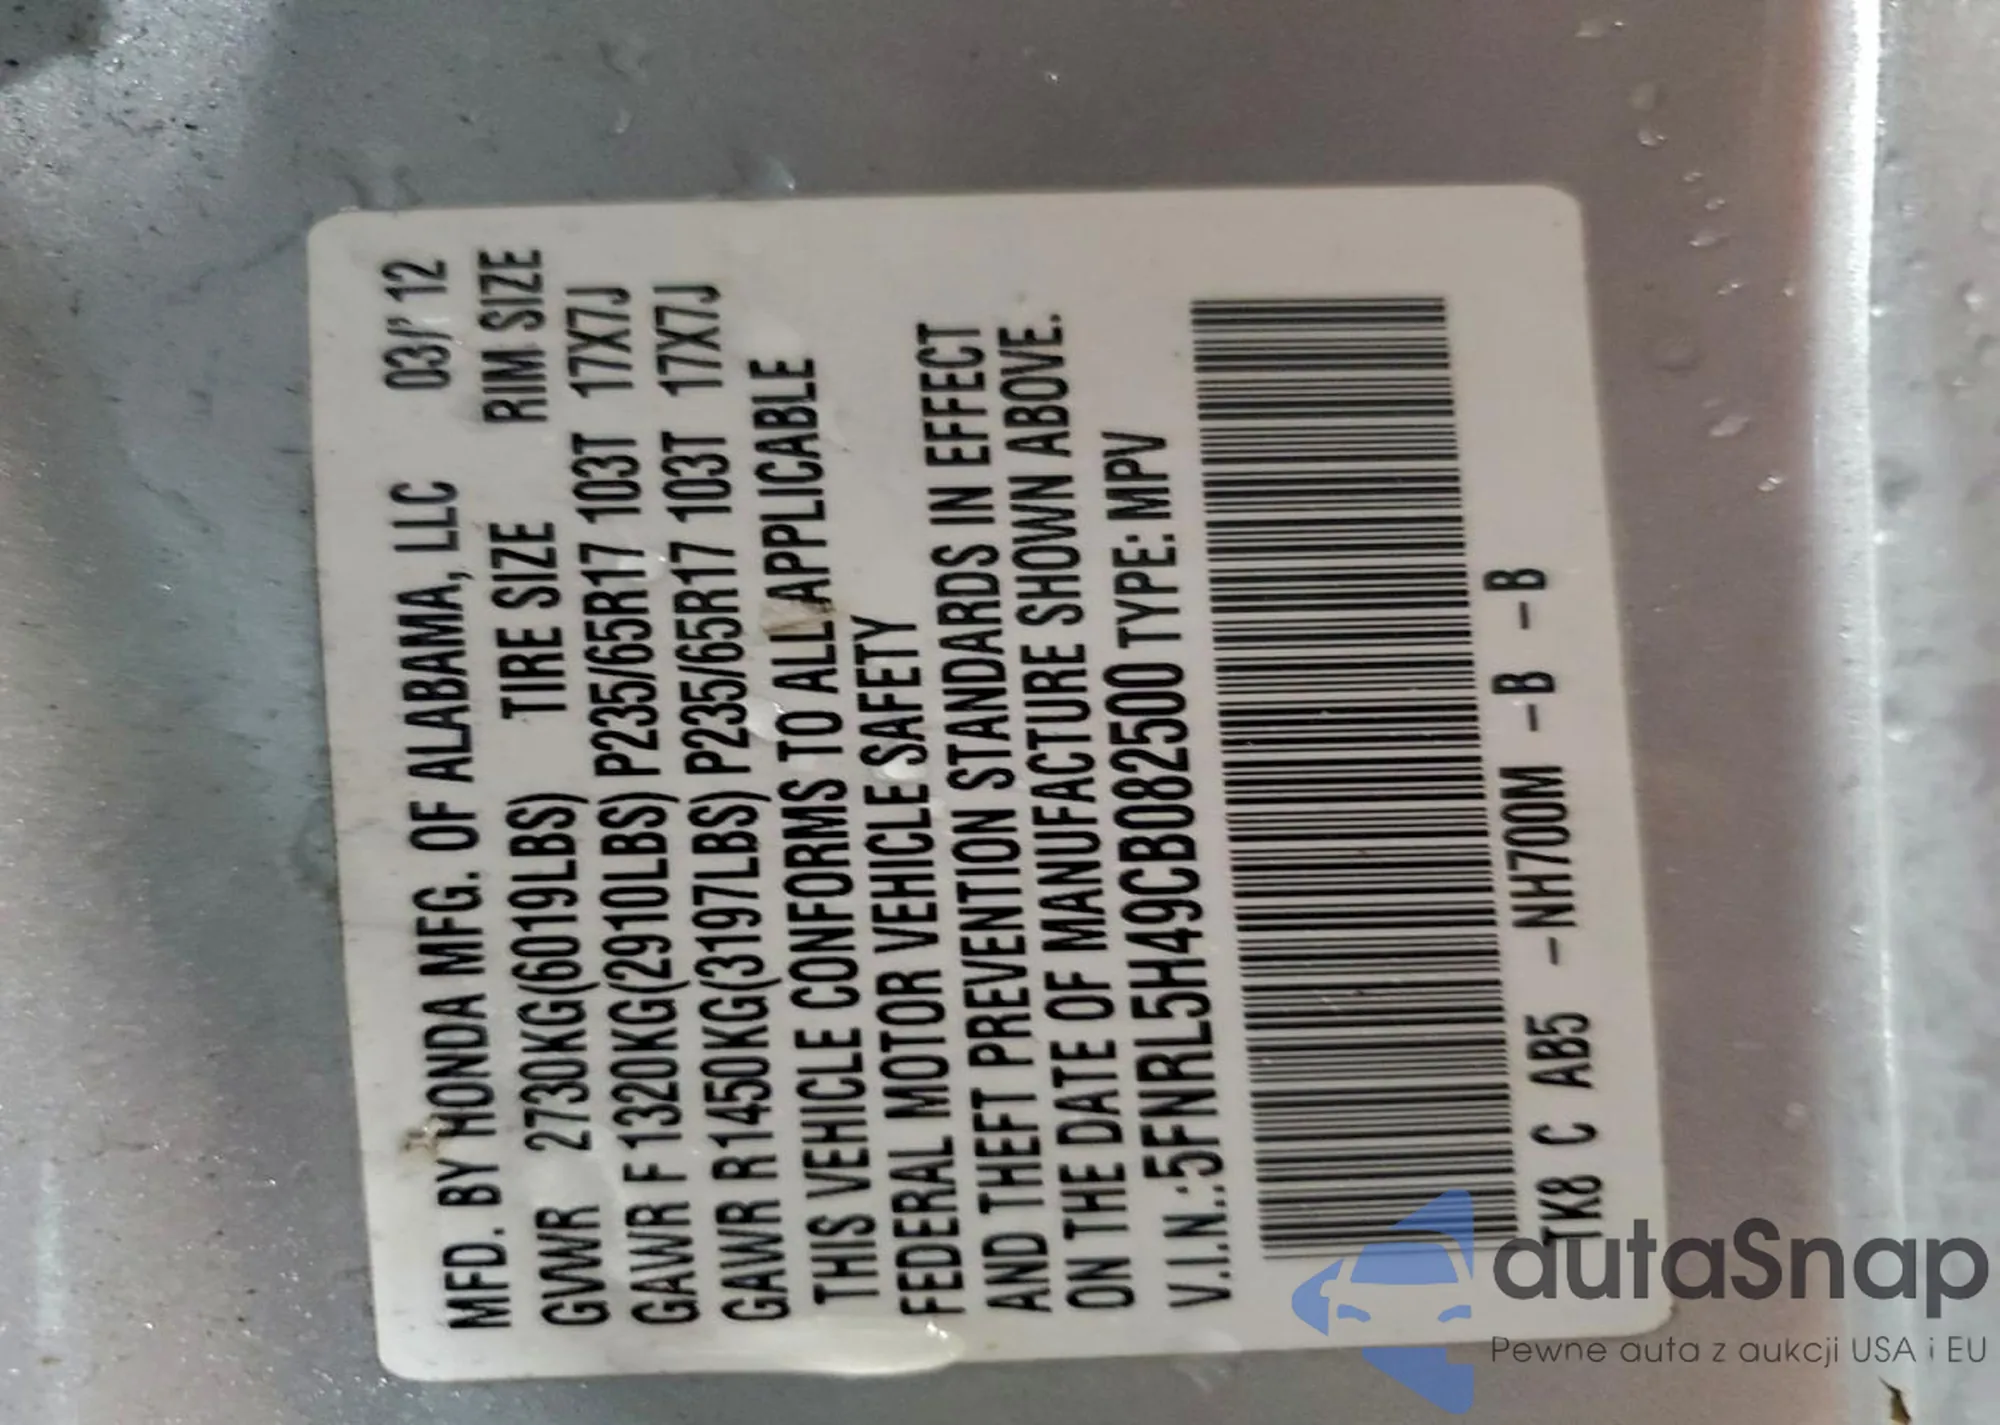 MFD. BY HONDA MFG. OF ALABAMA, LLC 03/' 12
TIRE SIZE RIM SIZE
GVWR 2730KG(6019LBS)
GAWR F 1320KG(2910LBS) P235/65R17 103T 17X7J
GAWR R1450KG(3197LBS) P235/65R17 103T 17X7J
THIS VEHICLE CONFORMS TO ALL APPLICABLE
FEDERAL MOTOR VEHICLE SAFETY
AND THEFT PREVENTION STANDARDS IN EFFECT
ON THE DATE OF MANUFACTURE SHOWN ABOVE.
V.I.N.:5FNRL5H49CB082500 TYPE: MPV
TK8 C AB5 -NH700M -B -B
autaSnap
Pewne auta z aukcji USA i EU